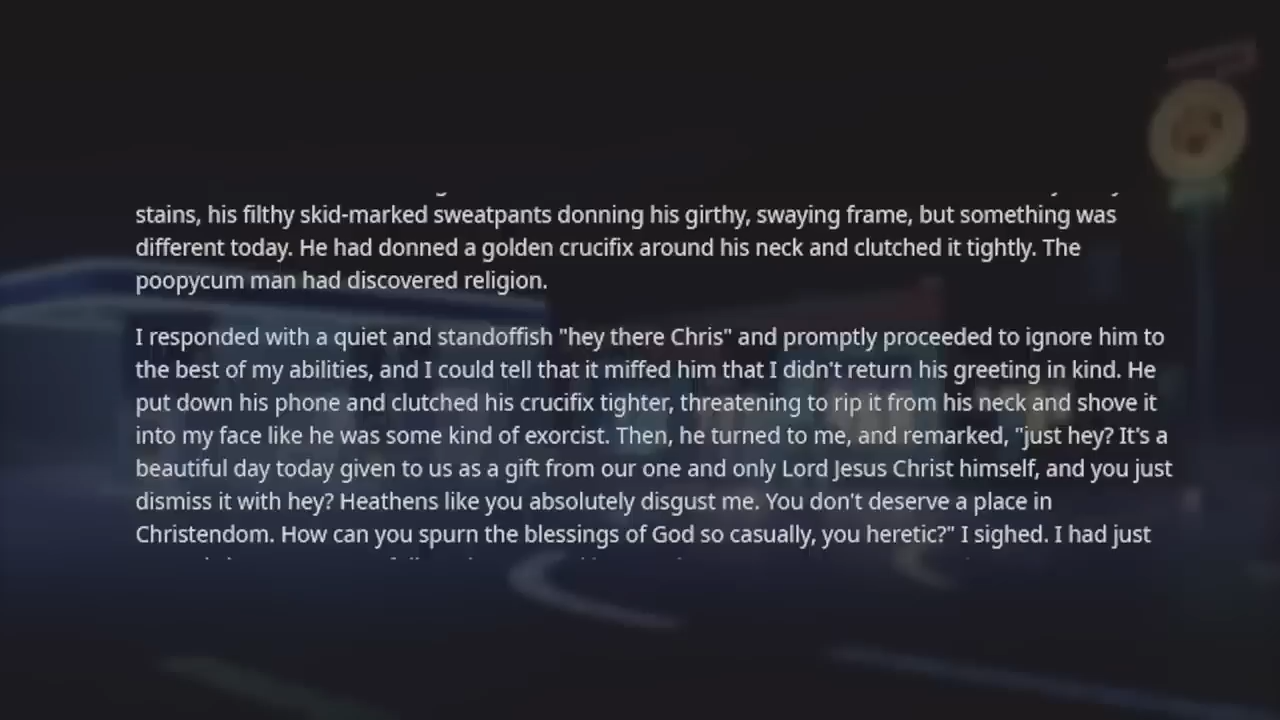 stains, his filthy skid-marked sweatpants donning his girthy, swaying frame, but something was
different today. He had donned a golden crucifix around his neck and clutched it tightly. The
poopycum man had discovered religion.
I responded with a quiet and standoffish "hey there Chris" and promptly proceeded to ignore him to
the best of my abilities, and I could tell that it miffed him that I didn't return his greeting in kind. He
put down his phone and clutched his crucifix tighter, threatening to rip it from his neck and shove it
into my face like he was some kind of exorcist. Then, he turned to me, and remarked, "just hey? It's a
beautiful day today given to us as a gift from our one and only Lord Jesus Christ himself, and you just
dismiss it with hey? Heathens like you absolutely disgust me. You don't deserve a place in
Christendom. How can you spurn the blessings of God so casually, you heretic?" I sighed. I had just